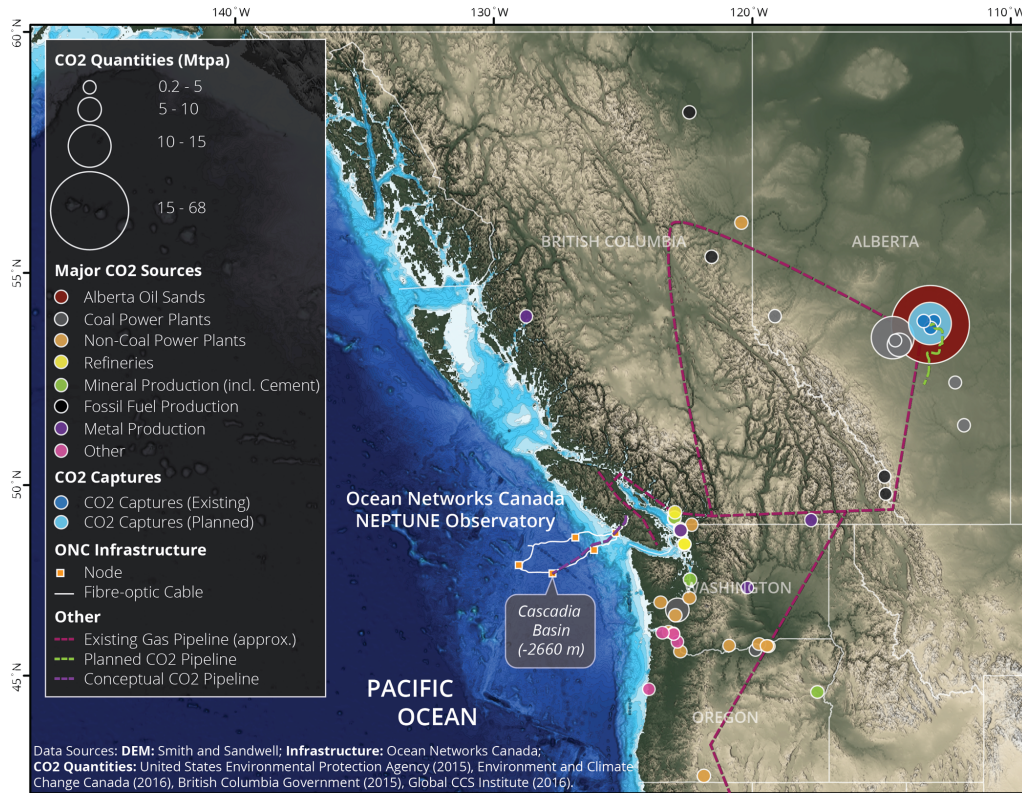 140°W
130°W
120°W
110°W
60°N
55°N
50°N
45°N
CO2 Quantities (Mtpa)
0.2 - 5
5 - 10
10 - 15
15 - 68
Major CO2 Sources
Alberta Oil Sands
Coal Power Plants
Non-Coal Power Plants
Refineries
Mineral Production (incl. Cement)
Fossil Fuel Production
Metal Production
Other
CO2 Captures
CO2 Captures (Existing)
CO2 Captures (Planned)
ONC Infrastructure
Node
Fibre-optic Cable
Other
Existing Gas Pipeline (approx.)
Planned CO2 Pipeline
Conceptual CO2 Pipeline
BRITISH COLUMBIA
ALBERTA
Ocean Networks Canada
NEPTUNE Observatory
WASHINGTON
Cascadia
Basin
(-2660 m)
PACIFIC
OCEAN
OREGON
Data Sources: DEM: Smith and Sandwell; Infrastructure: Ocean Networks Canada;
CO2 Quantities: United States Environmental Protection Agency (2015), Environment and Climate
Change Canada (2016), British Columbia Government (2015), Global CCS Institute (2016).